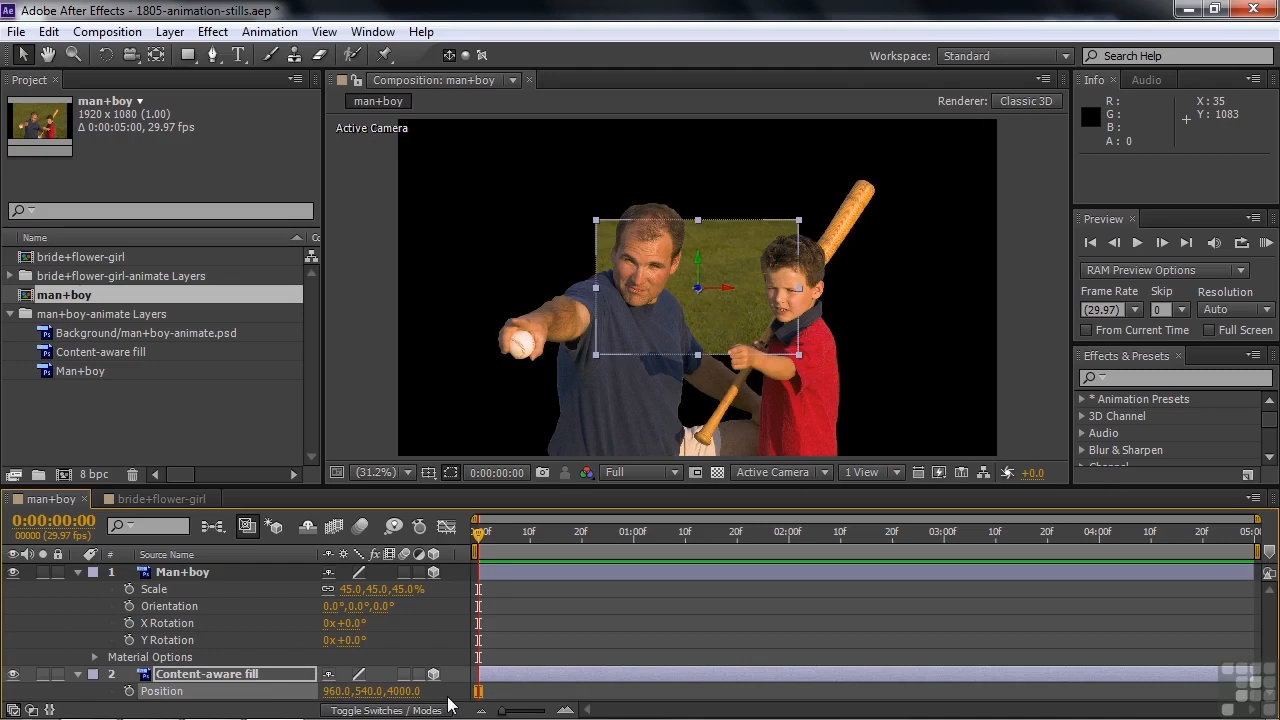 Ae Adobe After Effects - 1805-animation-stills.aep *
File Edit Composition Layer Effect Animation View Window Help
Workspace: Standard Search Help
Project
man+boy
1920 x 1080 (1.00)
Δ 0:00:05:00, 29.97 fps
Name
bride+flower-girl
bride+flower-girl-animate Layers
man+boy
man+boy-animate Layers
Background/man+boy-animate.psd
Content-aware fill
Man+boy
8 bpc
Composition: man+boy
man+boy
Renderer: Classic 3D
Active Camera
(31.2%) 0:00:00:00 Full Active Camera 1 View +0.0
Info Audio
R: X: 35
G: Y: 1083
B:
A: 0
Preview
RAM Preview Options
Frame Rate Skip Resolution
(29.97) 0 Auto
From Current Time Full Screen
Effects & Presets
* Animation Presets
3D Channel
Audio
Blur & Sharpen
man+boy bride+flower-girl
0:00:00:00
00000 (29.97 fps)
10f 20f 01:00f 10f 20f 02:00f 10f 20f 03:00f 10f 20f 04:00f 10f 20f
# Source Name
1 Man+boy
Scale 45.0,45.0,45.0%
Orientation 0.0°,0.0°,0.0°
X Rotation 0x+0.0°
Y Rotation 0x+0.0°
Material Options
2 Content-aware fill
Position 960.0,540.0,4000.0
Toggle Switches / Modes